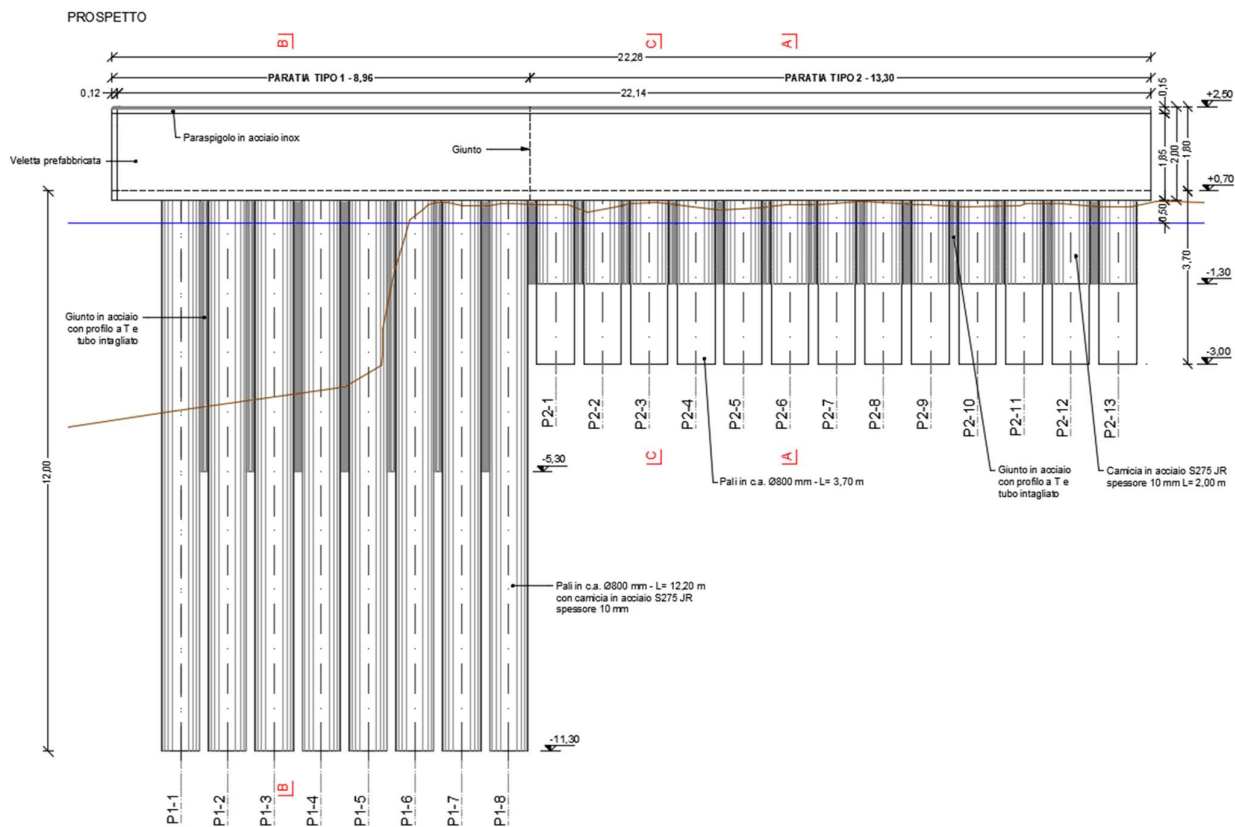 PROSPETTO
B
C
A
22,26
PARATIA TIPO 1 - 8,96
PARATIA TIPO 2 - 13,30
0,12
22,14
0,15
+2,50
Paraspigolo in acciaio inox
Veletta prefabbricata
Giunto
1,85
2,00
1,80
+0,70
0,50
3,70
-1,30
-3,00
Giunto in acciaio
con profilo a T e
tubo intagliato
P2-1
P2-2
P2-3
P2-4
P2-5
P2-6
P2-7
P2-8
P2-9
P2-10
P2-11
P2-12
P2-13
C
A
-5,30
Pali in c.a. Ø800 mm - L= 3,70 m
Giunto in acciaio
con profilo a T e
tubo intagliato
Camicia in acciaio S275 JR
spessore 10 mm L= 2,00 m
12,00
Pali in c.a. Ø800 mm - L= 12,20 m
con camicia in acciaio S275 JR
spessore 10 mm
-11,30
B
P1-1
P1-2
P1-3
P1-4
P1-5
P1-6
P1-7
P1-8